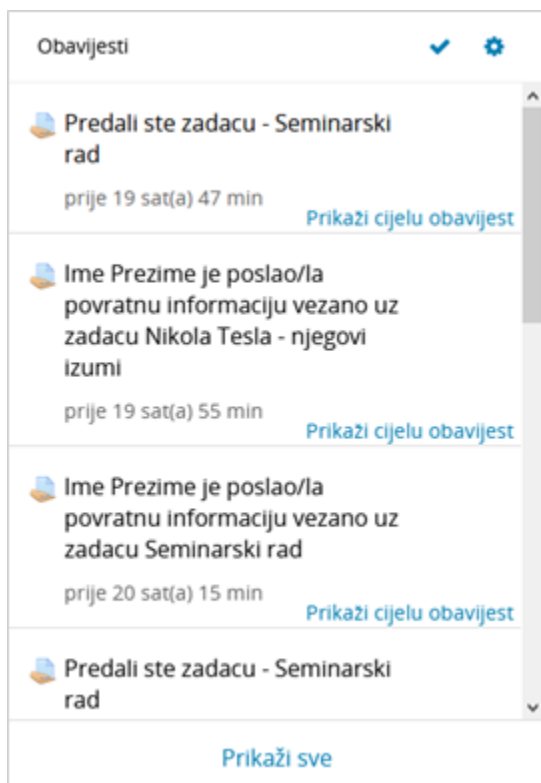 Obavijesti
Predali ste zadacu - Seminarski
rad
prije 19 sat(a) 47 min
Prikaži cijelu obavijest
Ime Prezime je poslao/la
povratnu informaciju vezano uz
zadacu Nikola Tesla - njegovi
izumi
prije 19 sat(a) 55 min
Prikaži cijelu obavijest
Ime Prezime je poslao/la
povratnu informaciju vezano uz
zadacu Seminarski rad
prije 20 sat(a) 15 min
Prikaži cijelu obavijest
Predali ste zadacu - Seminarski
rad
Prikaži sve